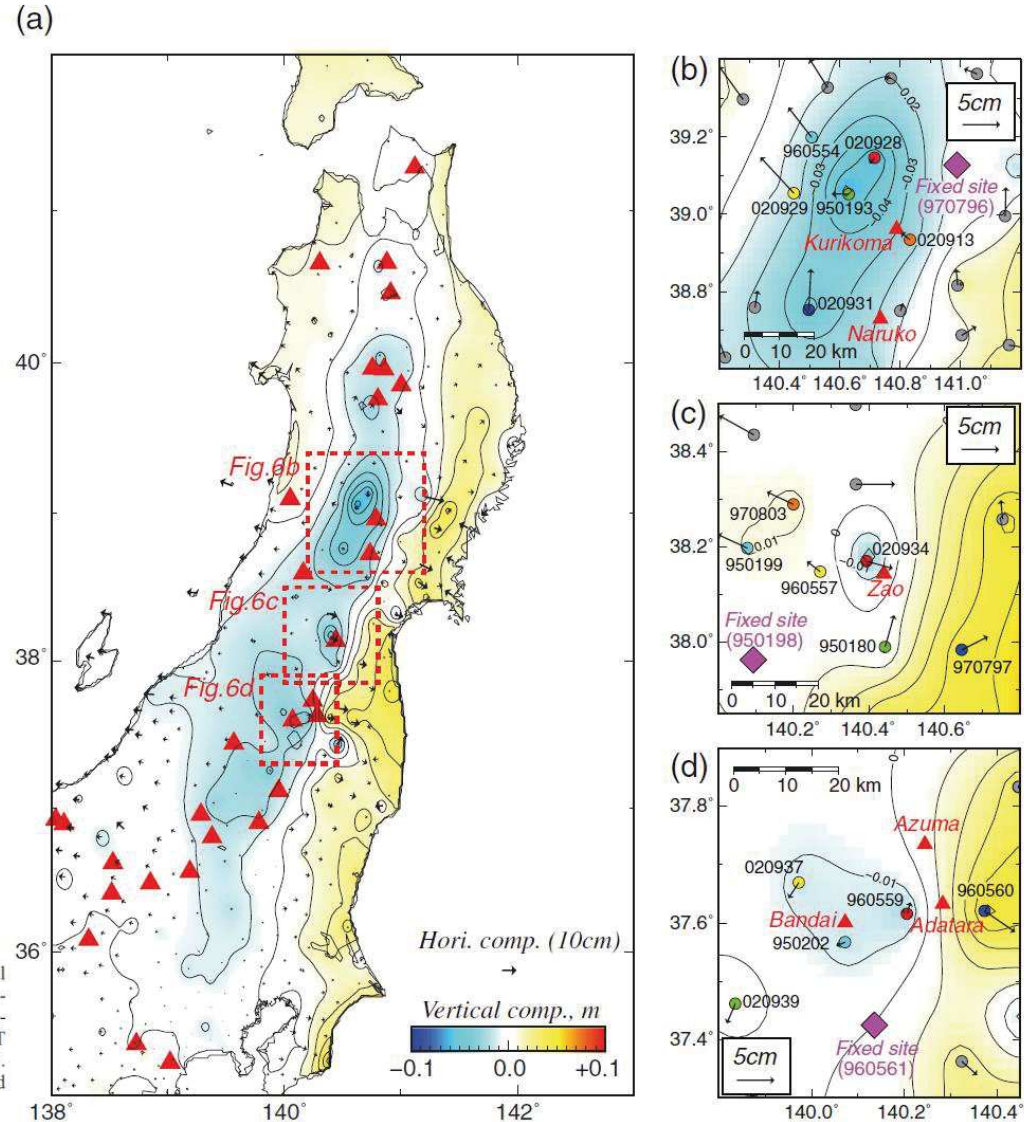 (a)
Fig.6b
Fig.6c
Fig.6d
40˚
38˚
36˚
138˚
140˚
142˚
Hori. comp. (10cm)
Vertical comp., m
−0.1
0.0
+0.1
l
-
T
.
d
(b)
5cm
39.2˚
39.0˚
38.8˚
−0.02
020928
960554
0.03
−0.03
Fixed site
(970796)
020929
950193
−0.04
Kurikoma
020913
020931
Naruko
0 10 20 km
140.4˚
140.6˚
140.8˚
141.0˚
(c)
5cm
38.4˚
38.2˚
38.0˚
970803
0
0.01
020934
950199
960557
Zao
Fixed site
(950198)
950180
970797
0 10 20 km
140.2˚
140.4˚
140.6˚
(d)
0 10 20 km
0
37.8˚
37.6˚
37.4˚
Azuma
020937
−0.01
960559
960560
Bandai
Adatara
950202
020939
Fixed site
(960561)
5cm
140.0˚
140.2˚
140.4˚